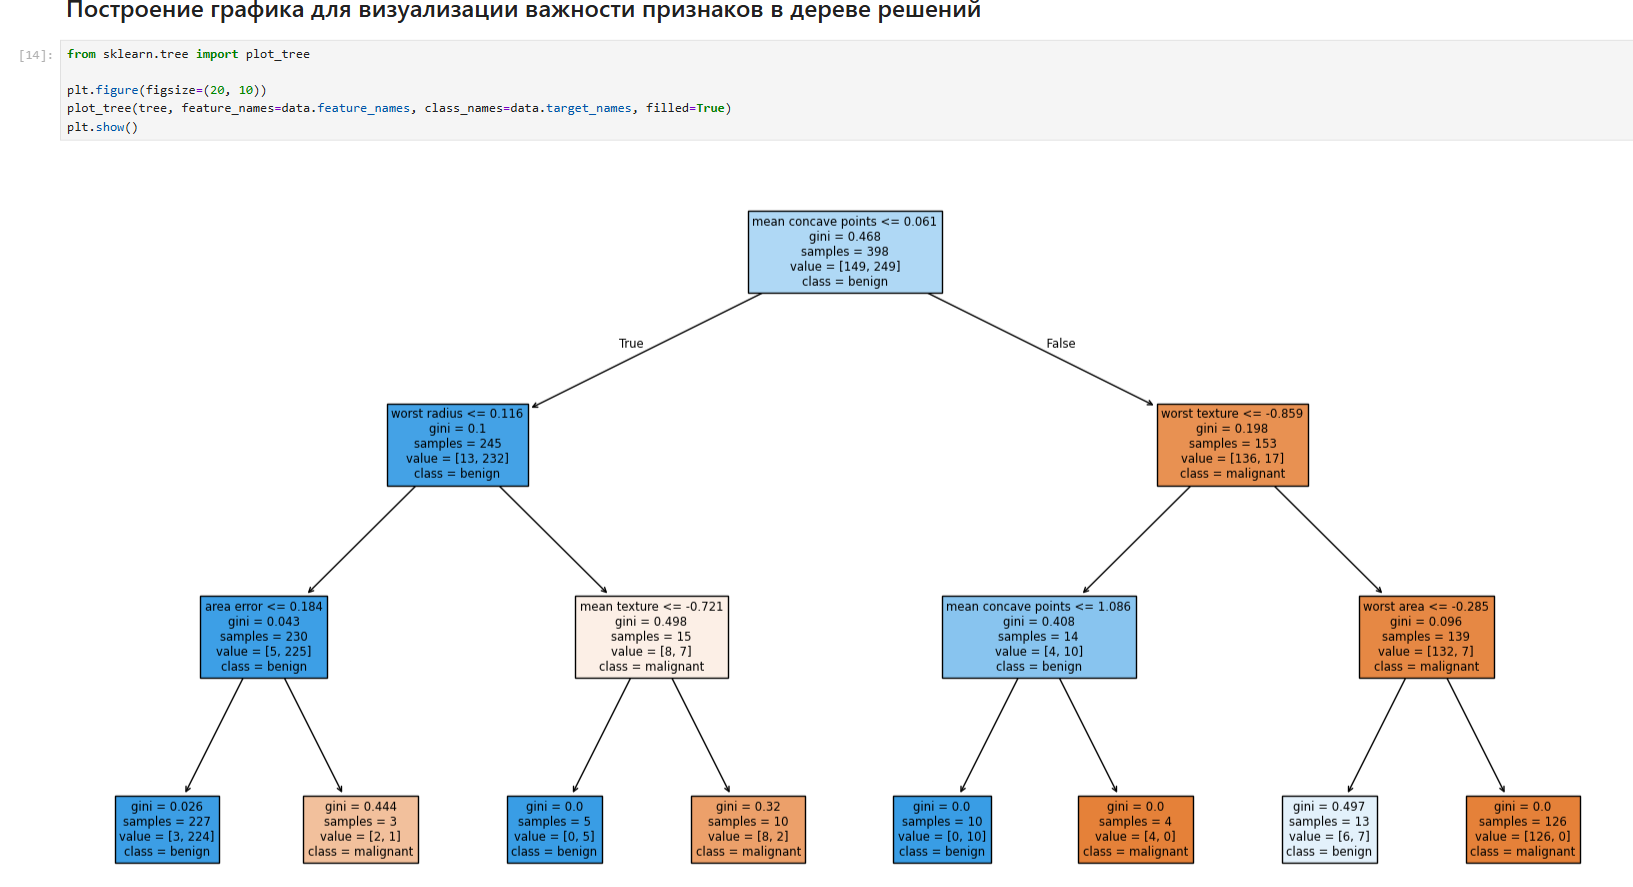 Построение графика для визуализации важности признаков в дереве решений
[14]:
from sklearn.tree import plot_tree
plt.figure(figsize=(20, 10))
plot_tree(tree, feature_names=data.feature_names, class_names=data.target_names, filled=True)
plt.show()
mean concave points <= 0.061
gini = 0.468
samples = 398
value = [149, 249]
class = benign
True
False
worst radius <= 0.116
gini = 0.1
samples = 245
value = [13, 232]
class = benign
worst texture <= -0.859
gini = 0.198
samples = 153
value = [136, 17]
class = malignant
area error <= 0.184
gini = 0.043
samples = 230
value = [5, 225]
class = benign
mean texture <= -0.721
gini = 0.498
samples = 15
value = [8, 7]
class = malignant
mean concave points <= 1.086
gini = 0.408
samples = 14
value = [4, 10]
class = benign
worst area <= -0.285
gini = 0.096
samples = 139
value = [132, 7]
class = malignant
gini = 0.026
samples = 227
value = [3, 224]
class = benign
gini = 0.444
samples = 3
value = [2, 1]
class = malignant
gini = 0.0
samples = 5
value = [0, 5]
class = benign
gini = 0.32
samples = 10
value = [8, 2]
class = malignant
gini = 0.0
samples = 10
value = [0, 10]
class = benign
gini = 0.0
samples = 4
value = [4, 0]
class = malignant
gini = 0.497
samples = 13
value = [6, 7]
class = benign
gini = 0.0
samples = 126
value = [126, 0]
class = malignant